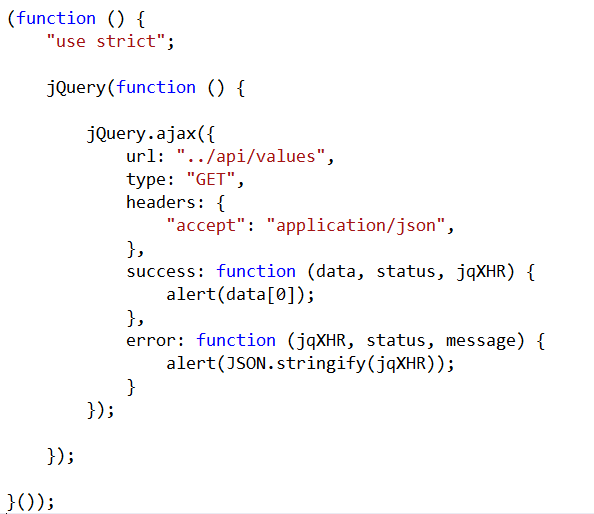 (function () {
    "use strict";

    jQuery(function () {

        jQuery.ajax({
            url: "../api/values",
            type: "GET",
            headers: {
                "accept": "application/json",
            },
            success: function (data, status, jqXHR) {
                alert(data[0]);
            },
            error: function (jqXHR, status, message) {
                alert(JSON.stringify(jqXHR));
            }
        });

    });

}());